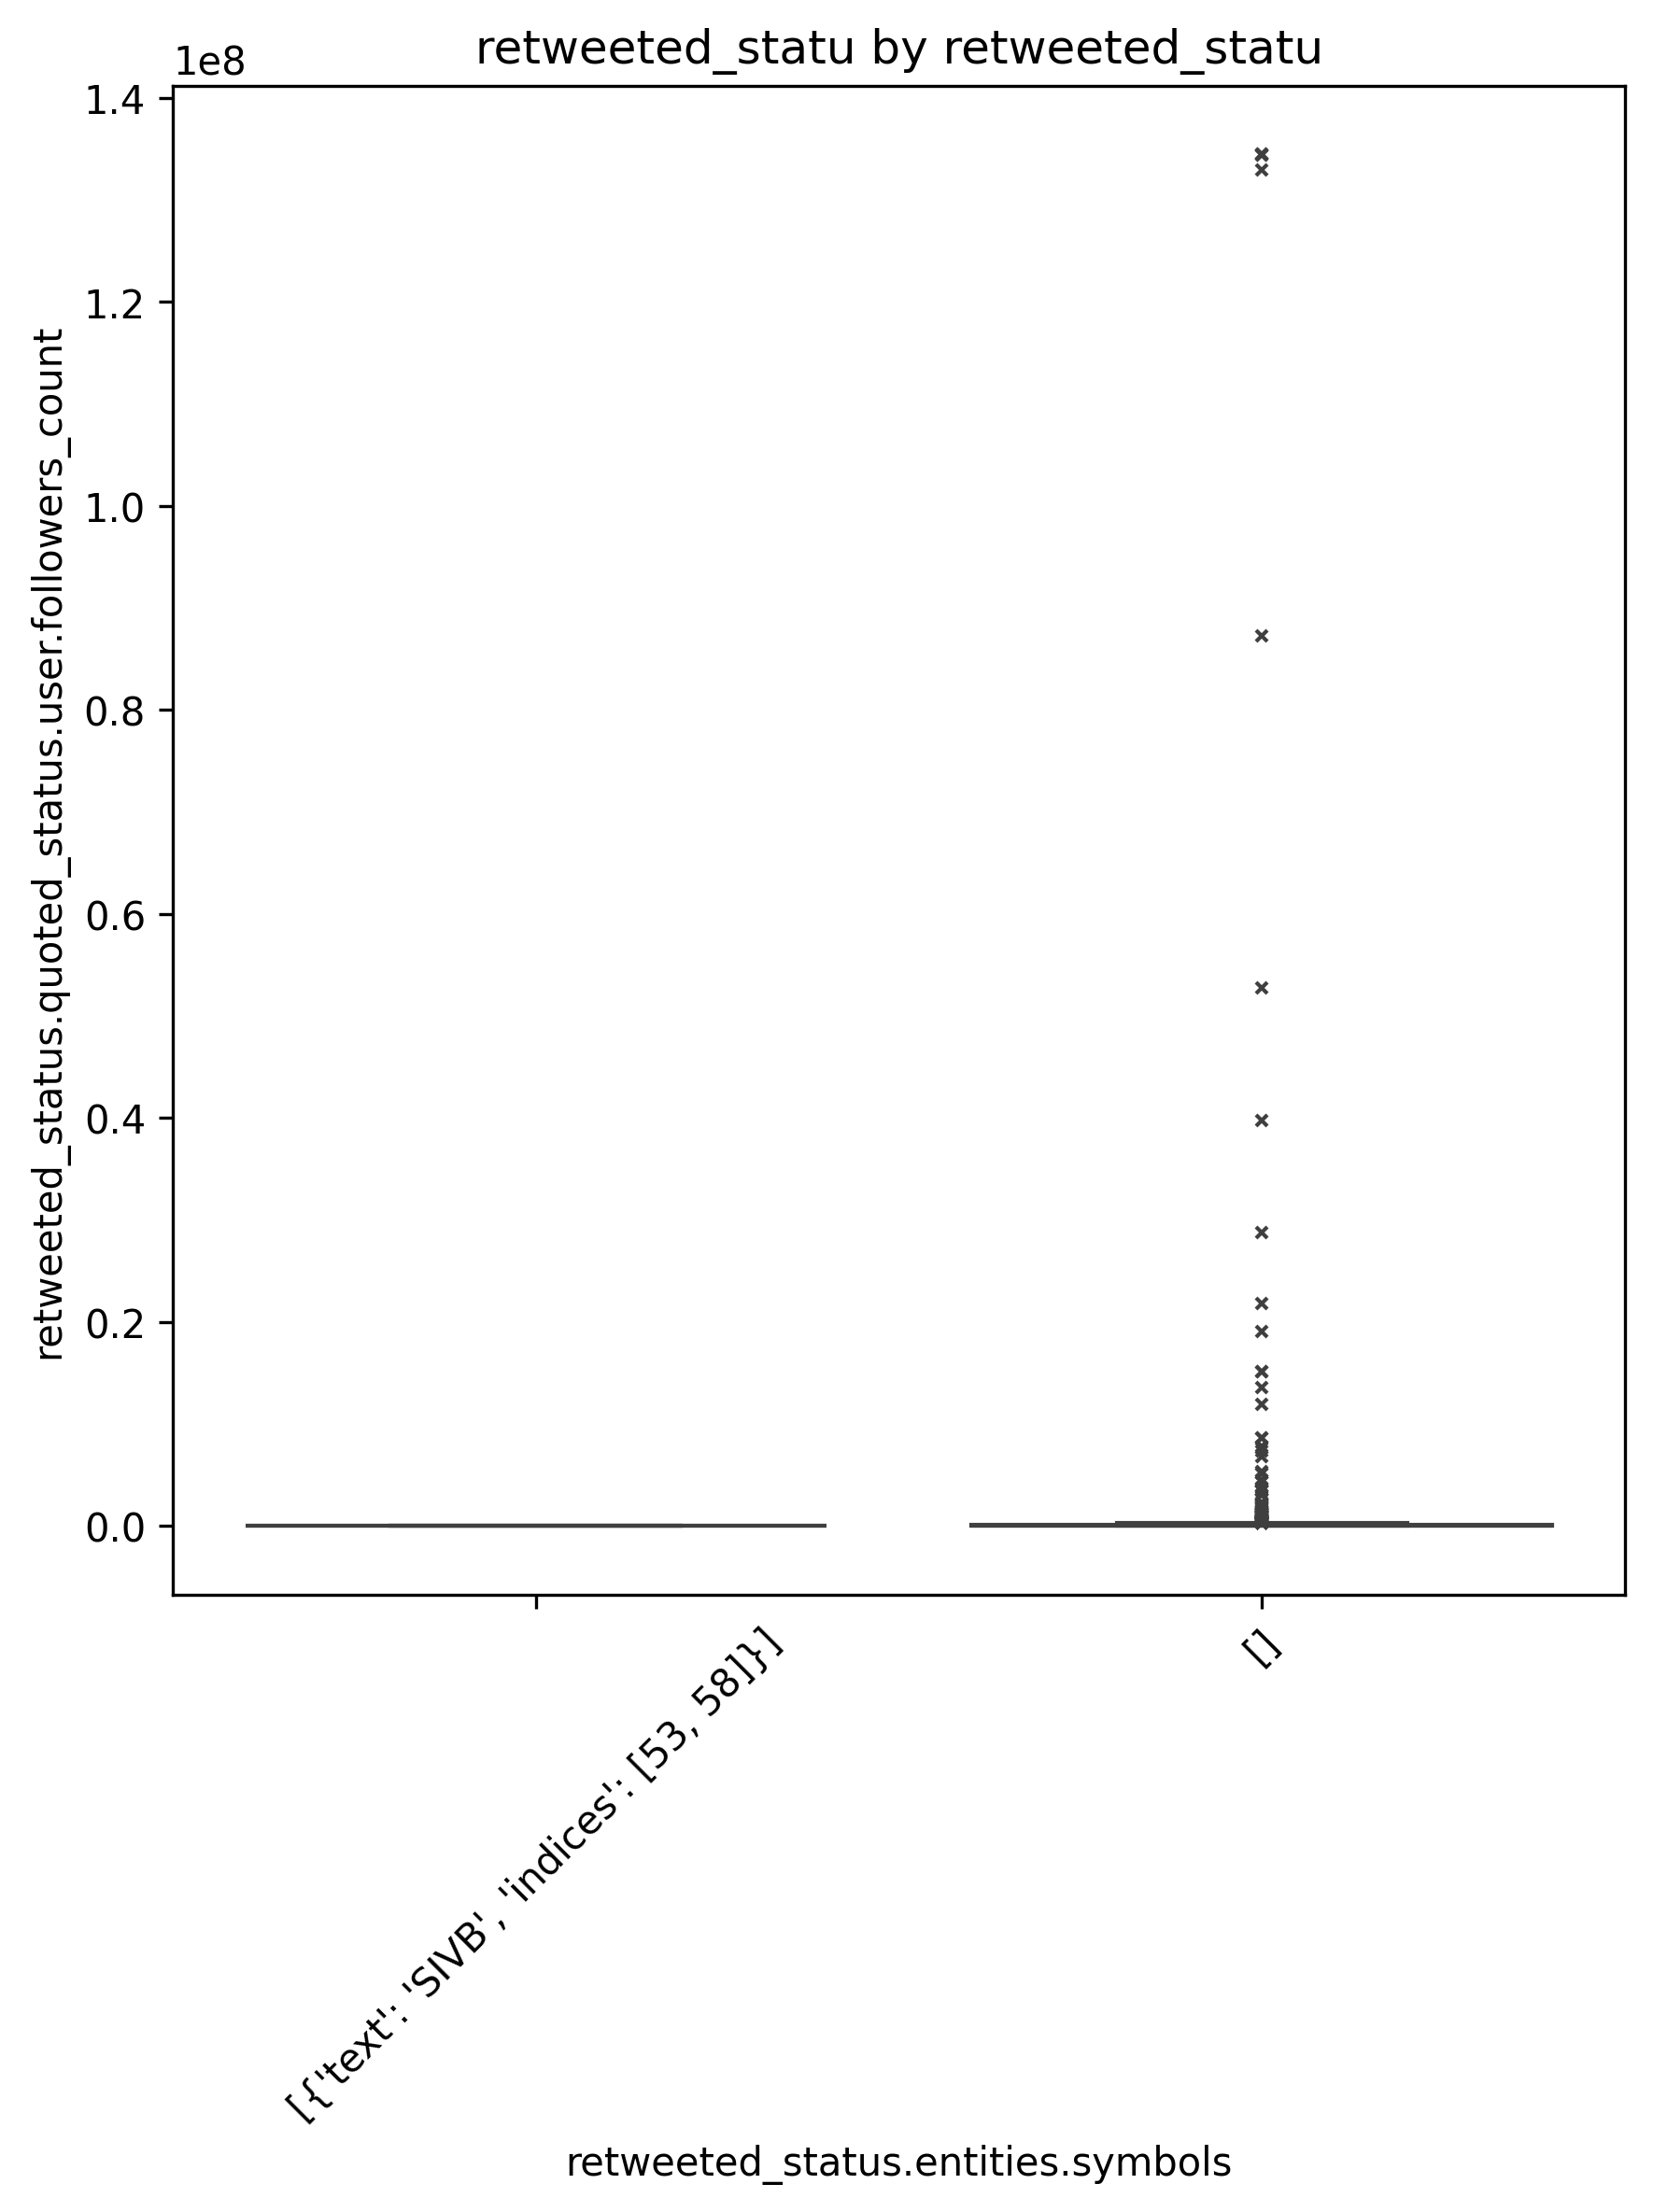 retweeted_statu by retweeted_statu
1e8
1.4
1.2
1.0
0.8
0.6
0.4
0.2
0.0
retweeted_status.quoted_status.user.followers_count
[{'text': 'SIVB', 'indices': [53, 58]}]
[]
retweeted_status.entities.symbols